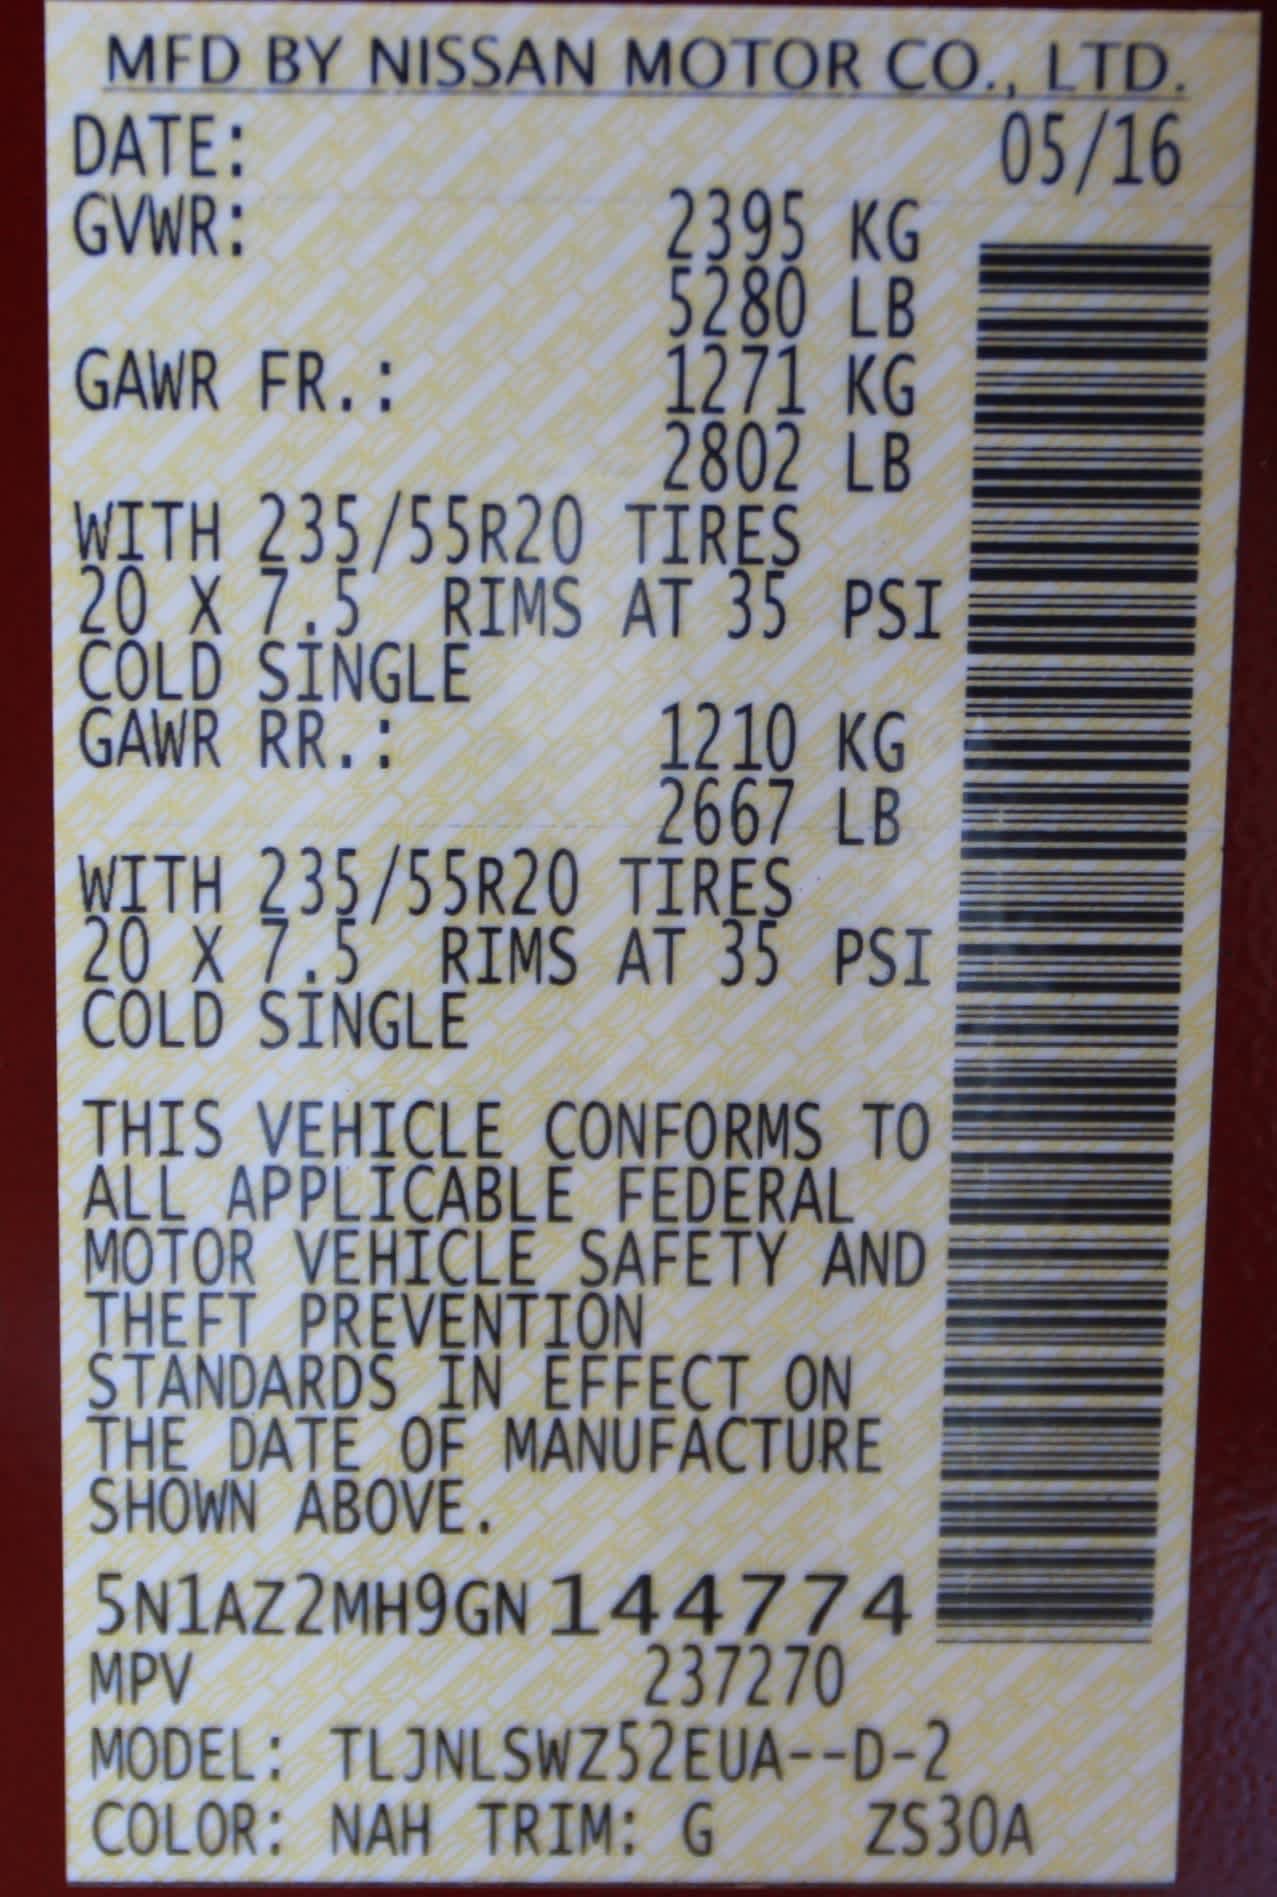 MFD BY NISSAN MOTOR CO., LTD.
DATE: 05/16
GVWR: 2395 KG
5280 LB
GAWR FR.: 1271 KG
2802 LB
WITH 235/55R20 TIRES
20 X 7.5 RIMS AT 35 PSI
COLD SINGLE
GAWR RR.: 1210 KG
2667 LB
WITH 235/55R20 TIRES
20 X 7.5 RIMS AT 35 PSI
COLD SINGLE
THIS VEHICLE CONFORMS TO
ALL APPLICABLE FEDERAL
MOTOR VEHICLE SAFETY AND
THEFT PREVENTION
STANDARDS IN EFFECT ON
THE DATE OF MANUFACTURE
SHOWN ABOVE.
5N1AZ2MH9GN144774
MPV 237270
MODEL: TLJNLSWZ52EUA--D-2
COLOR: NAH TRIM: G ZS30A